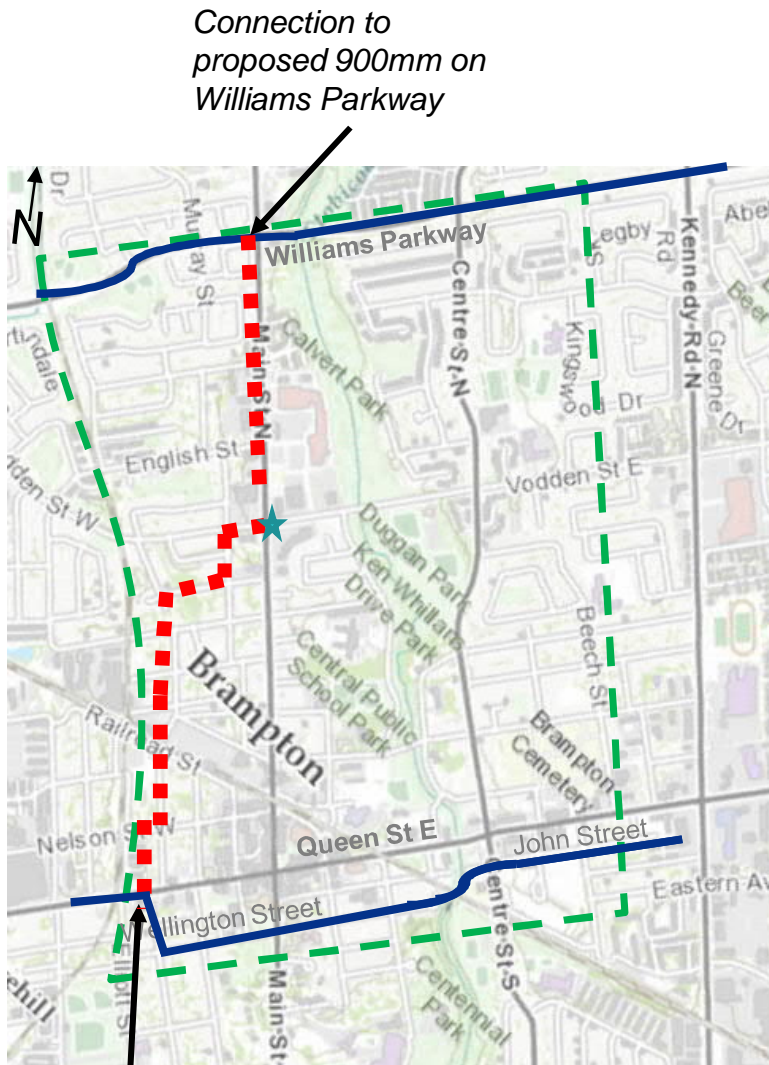 Connection to
proposed 900mm on
Williams Parkway
N
Dr
Murray St
Williams Parkway
Centre St N
Kennedy Rd N
Rd
Greene
Dr
Calvert Park
Main St N
Kingswood Dr
English St
Vodden St E
Duggan Park
Ken Whillans
Drive Park
Central Public
School Park
Beech St
Brampton
Railroad St
Brampton
Cemetery
Nelson St W
Queen St E
John Street
Eastern Av
Wellington Street
Centre St S
Main St
Centennial
Park